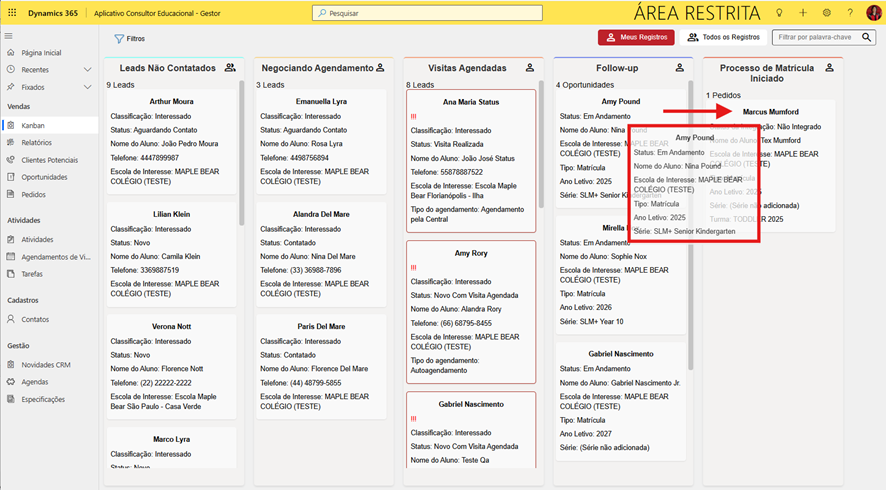 Dynamics 365
Aplicativo Consultor Educacional - Gestor
Pesquisar
ÁREA RESTRITA
Filtros
Meus Registros
Todos os Registros
Filtrar por palavra-chave
Página Inicial
Recentes
Fixados
Vendas
Kanban
Relatórios
Clientes Potenciais
Oportunidades
Pedidos
Atividades
Atividades
Agendamentos de Vi...
Tarefas
Cadastros
Contatos
Gestão
Novidades CRM
Agendas
Especificações
Leads Não Contatados
9 Leads
Arthur Moura
Classificação: Interessado
Status: Aguardando Contato
Nome do Aluno: João Pedro Moura
Telefone: 4447899987
Escola de Interesse: MAPLE BEAR
COLÉGIO (TESTE)
Lilian Klein
Classificação: Interessado
Status: Novo
Nome do Aluno: Camila Klein
Telefone: 3369887519
Escola de Interesse: MAPLE BEAR
COLÉGIO (TESTE)
Verona Nott
Classificação: Interessado
Status: Novo
Nome do Aluno: Florence Nott
Telefone: (22) 22222-2222
Escola de Interesse: Escola Maple
Bear São Paulo - Casa Verde
Marco Lyra
Classificação: Interessado
Status: Novo
Negociando Agendamento
3 Leads
Emanuella Lyra
Classificação: Interessado
Status: Aguardando Contato
Nome do Aluno: Rosa Lyra
Telefone: 4498756894
Escola de Interesse: MAPLE BEAR
COLÉGIO (TESTE)
Alandra Del Mare
Classificação: Interessado
Status: Contatado
Nome do Aluno: Nina Del Mare
Telefone: (33) 36988-7896
Escola de Interesse: MAPLE BEAR
COLÉGIO (TESTE)
Paris Del Mare
Classificação: Interessado
Status: Contatado
Nome do Aluno: Florence Del Mare
Telefone: (44) 48799-5855
Escola de Interesse: MAPLE BEAR
COLÉGIO (TESTE)
Visitas Agendadas
8 Leads
Ana Maria Status
!!!
Classificação: Interessado
Status: Visita Realizada
Nome do Aluno: João José Status
Telefone: 55878887522
Escola de Interesse: Escola Maple
Bear Florianópolis - Ilha
Tipo do agendamento: Agendamento
pela Central
Amy Rory
!!!
Classificação: Interessado
Status: Novo Com Visita Agendada
Nome do Aluno: Alandra Rory
Telefone: (66) 68795-8455
Escola de Interesse: MAPLE BEAR
COLÉGIO (TESTE)
Tipo do agendamento:
Autoagendamento
Gabriel Nascimento
!!!
Classificação: Interessado
Status: Novo Com Visita Agendada
Nome do Aluno: Teste Qa
Follow-up
4 Oportunidades
Amy Pound
Status: Em Andamento
Nome do Aluno: Nina Pound
Escola de Interesse: MAPLE BEAR
COLÉGIO (TESTE)
Tipo: Matrícula
Ano Letivo: 2025
Série: SLM+ Senior Kindergarten
Mirella
Status: Em Andamento
Nome do Aluno: Sophie Nox
Escola de Interesse: MAPLE BEAR
COLÉGIO (TESTE)
Tipo: Matrícula
Ano Letivo: 2026
Série: SLM+ Year 10
Gabriel Nascimento
Status: Em Andamento
Nome do Aluno: Gabriel Nascimento Jr.
Escola de Interesse: MAPLE BEAR
COLÉGIO (TESTE)
Tipo: Matrícula
Ano Letivo: 2027
Série: (Série não adicionada)
Amy Pound
Status: Em Andamento
Nome do Aluno: Nina Pound
Escola de Interesse: MAPLE BEAR
COLÉGIO (TESTE)
Tipo: Matrícula
Ano Letivo: 2025
Série: SLM+ Senior Kindergarten
Processo de Matricula
Iniciado
1 Pedidos
Marcus Mumford
Não Integrado
Tex Mumford
MAPLE BEAR
Ano Letivo: 2025
Série: (Série não adicionada)
Turma: TODDLER 2025